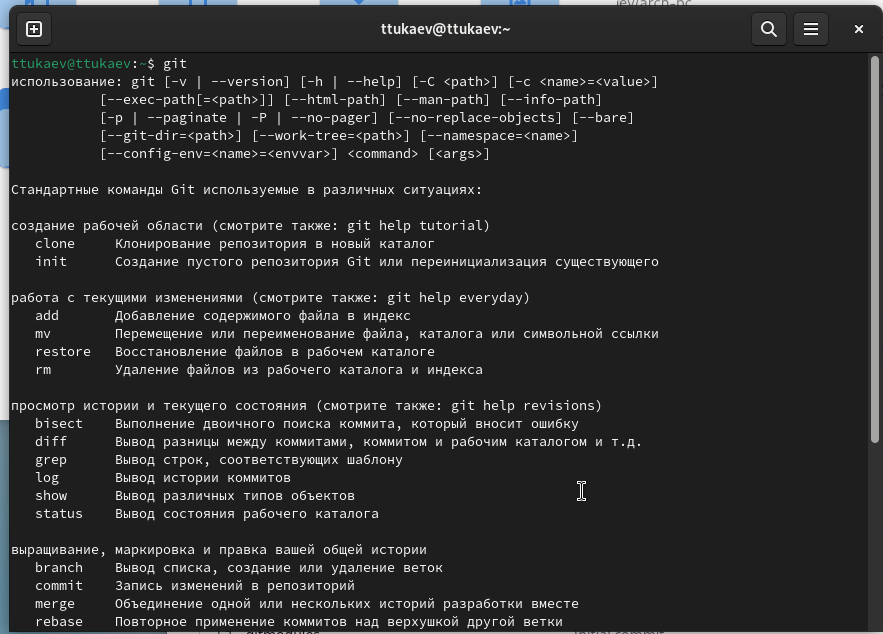 ev/arch-pc
ttukaev@ttukaev:~
ttukaev@ttukaev:~$ git
использование: git [-v | --version] [-h | --help] [-C <path>] [-c <name>=<value>]
[--exec-path[=<path>]] [--html-path] [--man-path] [--info-path]
[-p | --paginate | -P | --no-pager] [--no-replace-objects] [--bare]
[--git-dir=<path>] [--work-tree=<path>] [--namespace=<name>]
[--config-env=<name>=<envvar>] <command> [<args>]
Стандартные команды Git используемые в различных ситуациях:
создание рабочей области (смотрите также: git help tutorial)
clone Клонирование репозитория в новый каталог
init Создание пустого репозитория Git или переинициализация существующего
работа с текущими изменениями (смотрите также: git help everyday)
add Добавление содержимого файла в индекс
mv Перемещение или переименование файла, каталога или символьной ссылки
restore Восстановление файлов в рабочем каталоге
rm Удаление файлов из рабочего каталога и индекса
просмотр истории и текущего состояния (смотрите также: git help revisions)
bisect Выполнение двоичного поиска коммита, который вносит ошибку
diff Вывод разницы между коммитами, коммитом и рабочим каталогом и т.д.
grep Вывод строк, соответствующих шаблону
log Вывод истории коммитов
show Вывод различных типов объектов
status Вывод состояния рабочего каталога
выращивание, маркировка и правка вашей общей истории
branch Вывод списка, создание или удаление веток
commit Запись изменений в репозиторий
merge Объединение одной или нескольких историй разработки вместе
rebase Повторное применение коммитов над верхушкой другой ветки